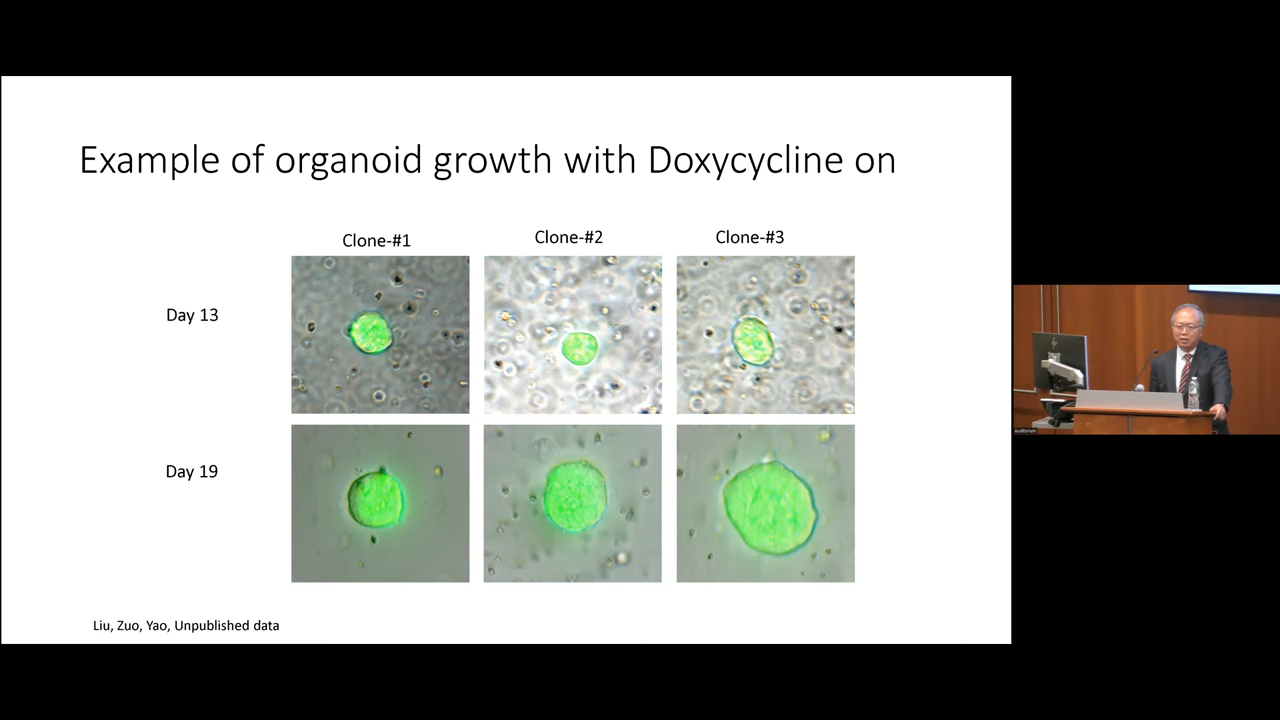 Example of organoid growth with Doxycycline on
Clone-#1
Clone-#2
Clone-#3
Day 13
Day 19
Liu, Zuo, Yao, Unpublished data
Auditorium